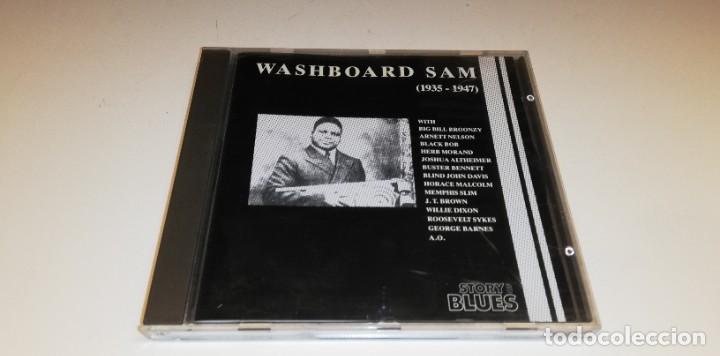 WASHBOARD SAM
(1935 - 1947)
WITH
BIG BILL BROONZY
ARNETT NELSON
BLACK BOB
HERB MORAND
JOSHUA ALTHEIMER
BUSTER BENNETT
BLIND JOHN DAVIS
HORACE MALCOLM
MEMPHIS SLIM
J. T. BROWN
WILLIE DIXON
ROOSEVELT SYKES
GEORGE BARNES
A.O.
STORY OF BLUES
todocoleccion